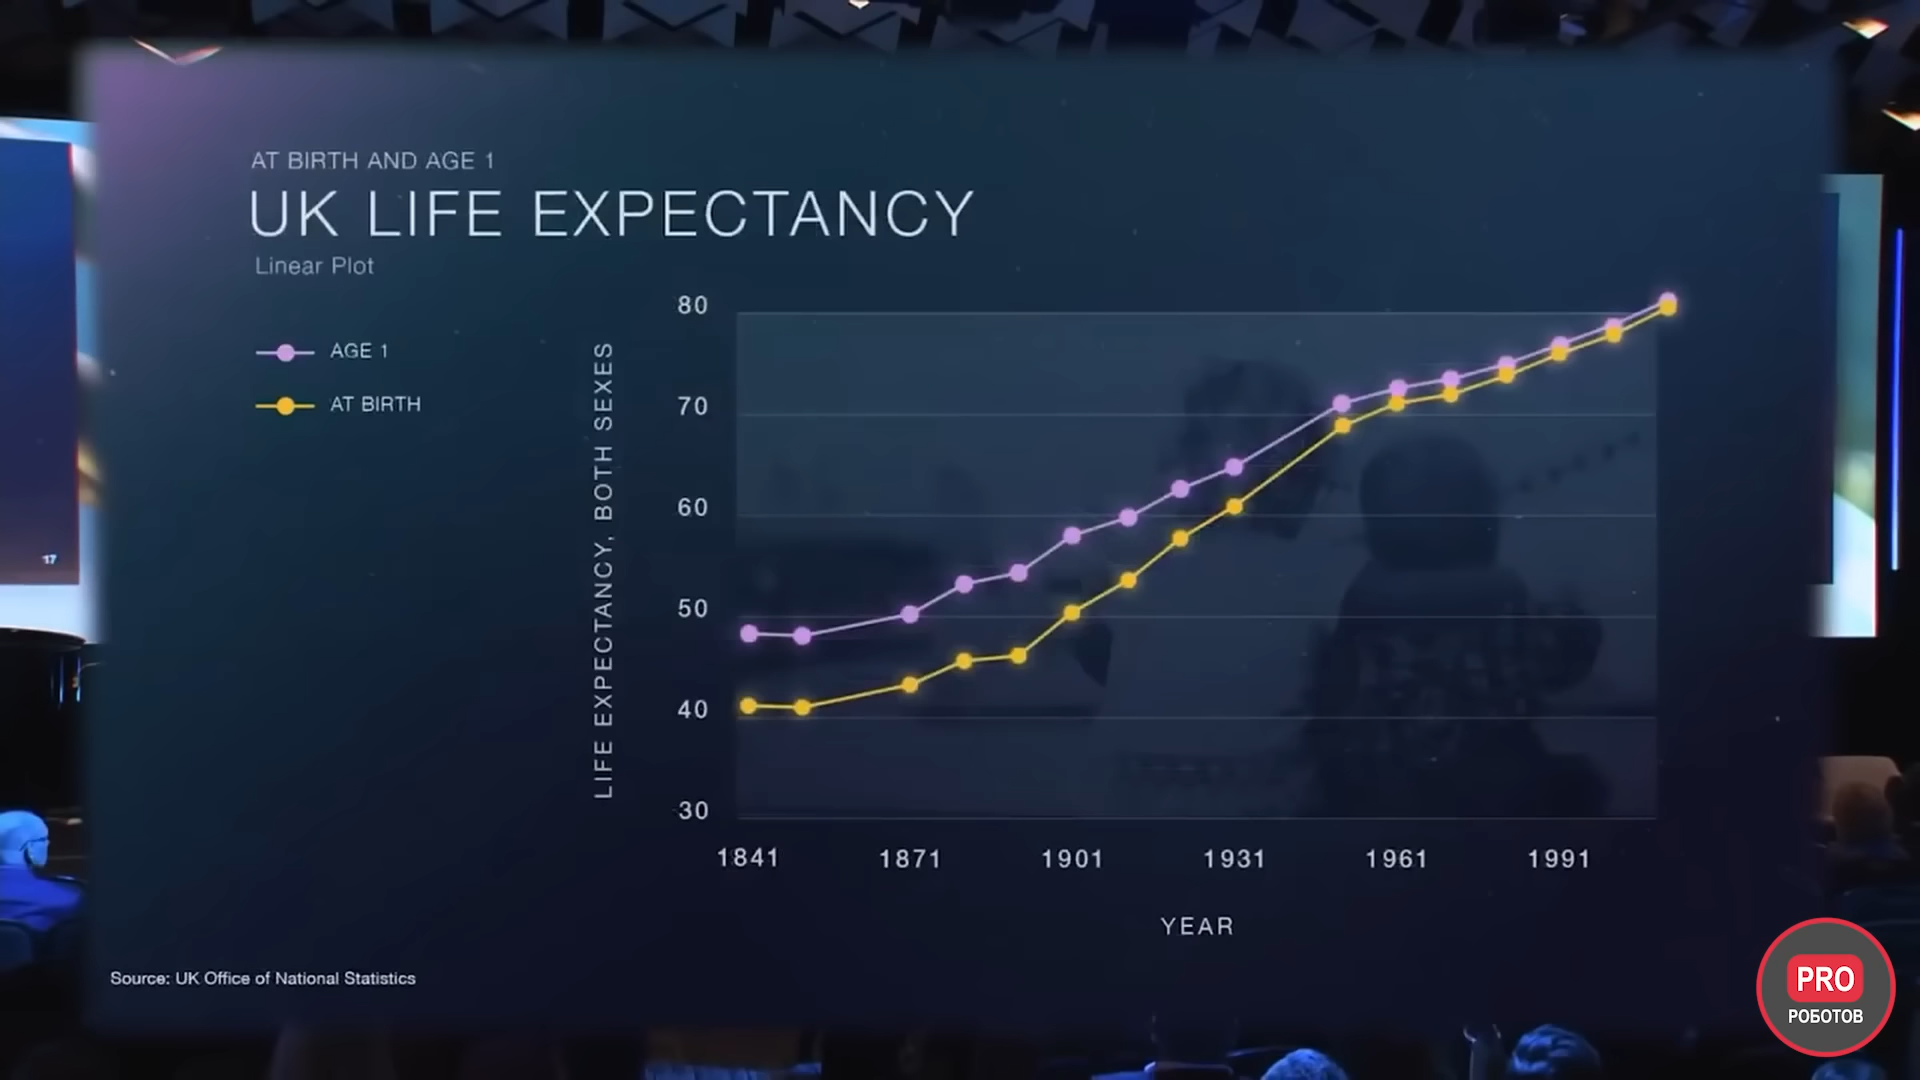 AT BIRTH AND AGE 1
UK LIFE EXPECTANCY
Linear Plot
AGE 1
AT BIRTH
LIFE EXPECTANCY, BOTH SEXES
80
70
60
50
40
30
1841 1871 1901 1931 1961 1991
YEAR
Source: UK Office of National Statistics
17
PRO
РОБОТОВ